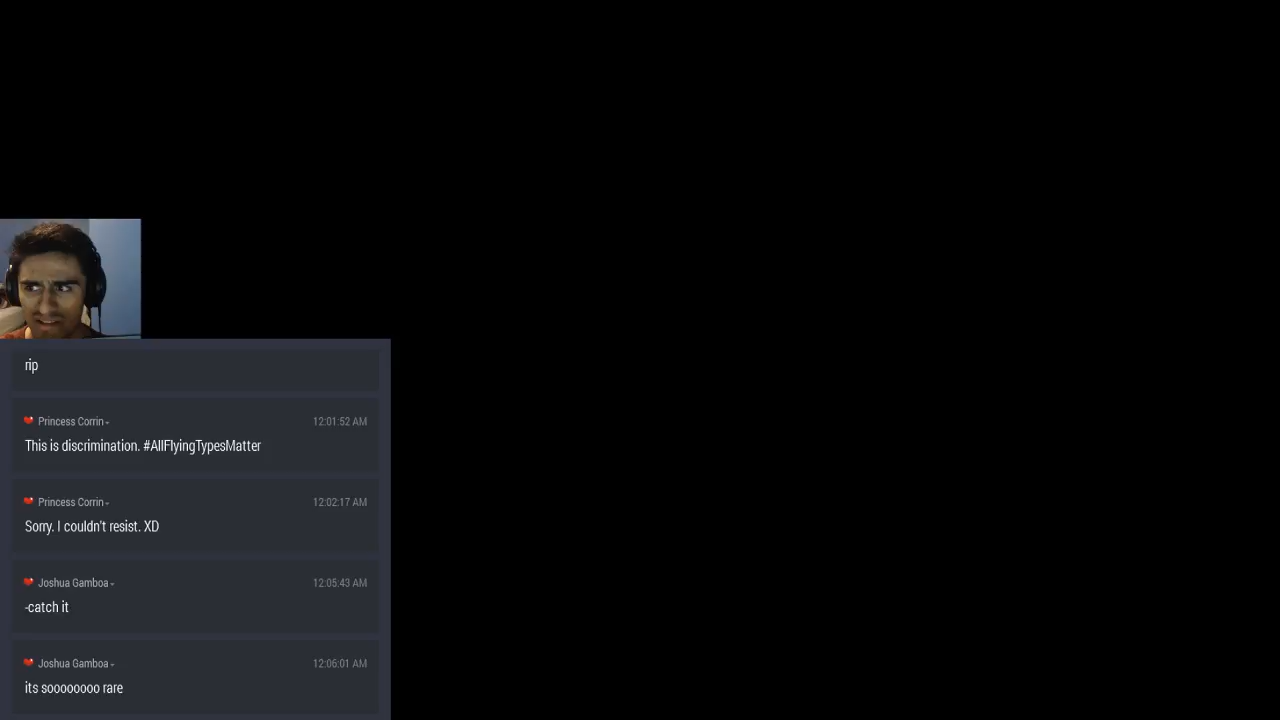 rip
Princess Corrin 12:01:52 AM
This is discrimination. #AllFlyingTypesMatter
Princess Corrin 12:02:17 AM
Sorry. I couldn't resist. XD
Joshua Gamboa 12:05:43 AM
-catch it
Joshua Gamboa 12:06:01 AM
its soooooooo rare